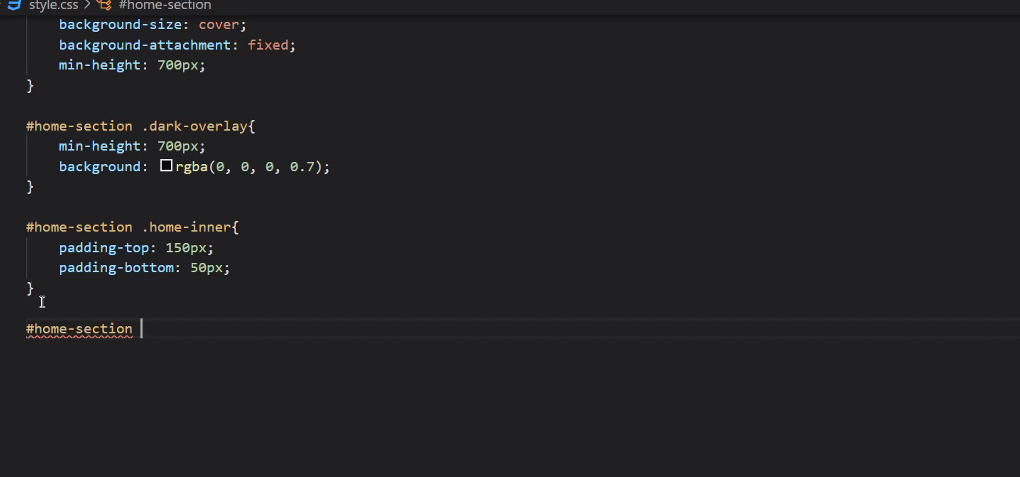 style.css > #home-section
background-size: cover;
background-attachment: fixed;
min-height: 700px;
}
#home-section .dark-overlay{
min-height: 700px;
background: rgba(0, 0, 0, 0.7);
}
#home-section .home-inner{
padding-top: 150px;
padding-bottom: 50px;
}
#home-section